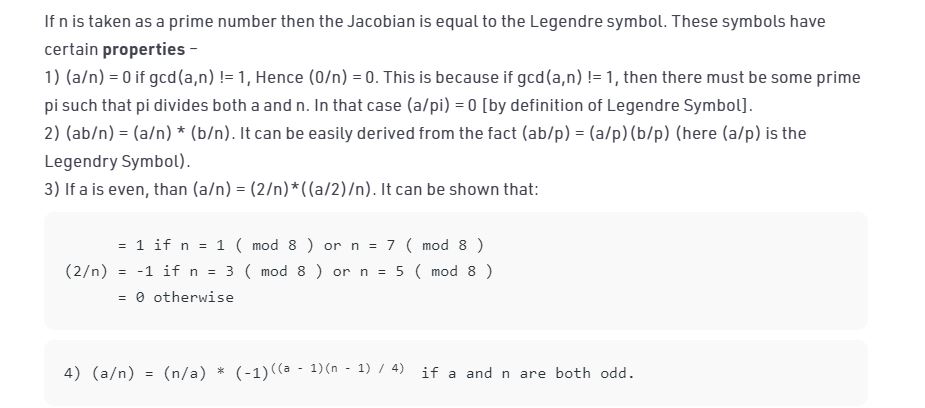 If n is taken as a prime number then the Jacobian is equal to the Legendre symbol. These symbols have
certain properties –
1) (a/n) = 0 if gcd(a,n) != 1, Hence (0/n) = 0. This is because if gcd(a,n) != 1, then there must be some prime
pi such that pi divides both a and n. In that case (a/pi) = 0 [by definition of Legendre Symbol].
2) (ab/n) = (a/n) * (b/n). It can be easily derived from the fact (ab/p) = (a/p)(b/p) (here (a/p) is the
Legendry Symbol).
3) If a is even, than (a/n) = (2/n)*((a/2)/n). It can be shown that:
= 1 if n = 1 ( mod 8 ) or n = 7 ( mod 8 )
(2/n) = -1 if n = 3 ( mod 8 ) or n = 5 ( mod 8 )
= 0 otherwise
4) (a/n) = (n/a) * (-1)((a - 1)(n - 1) / 4) if a and n are both odd.